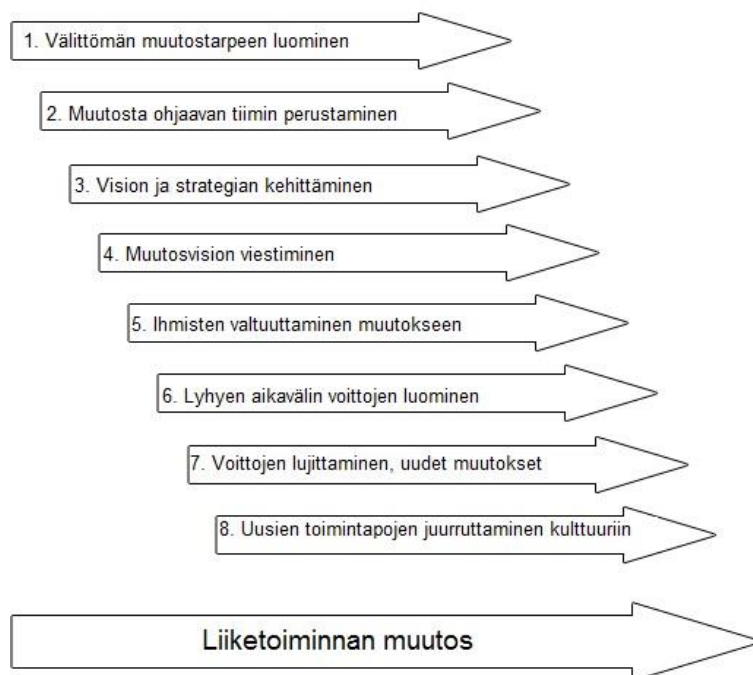 1. Välittömän muutostarpeen luominen
2. Muutosta ohjaavan tiimin perustaminen
3. Vision ja strategian kehittäminen
4. Muutosvision viestiminen
5. Ihmisten valtuuttaminen muutokseen
6. Lyhyen aikavälin voittojen luominen
7. Voittojen lujittaminen, uudet muutokset
8. Uusien toimintapojen juurruttaminen kulttuuriin
Liiketoiminnan muutos